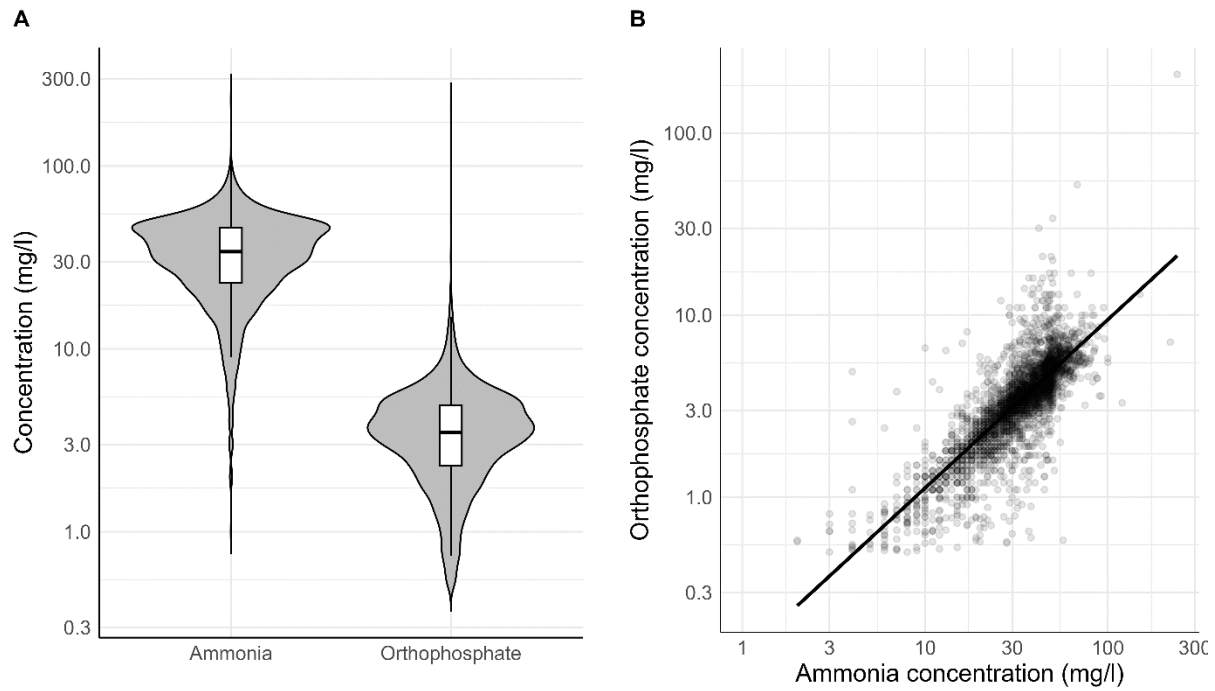 A
Concentration (mg/l)
300.0
100.0
30.0
10.0
3.0
1.0
0.3
Ammonia
Orthophosphate
B
Orthophosphate concentration (mg/l)
100.0
30.0
10.0
3.0
1.0
0.3
1
3
10
30
100
300
Ammonia concentration (mg/l)